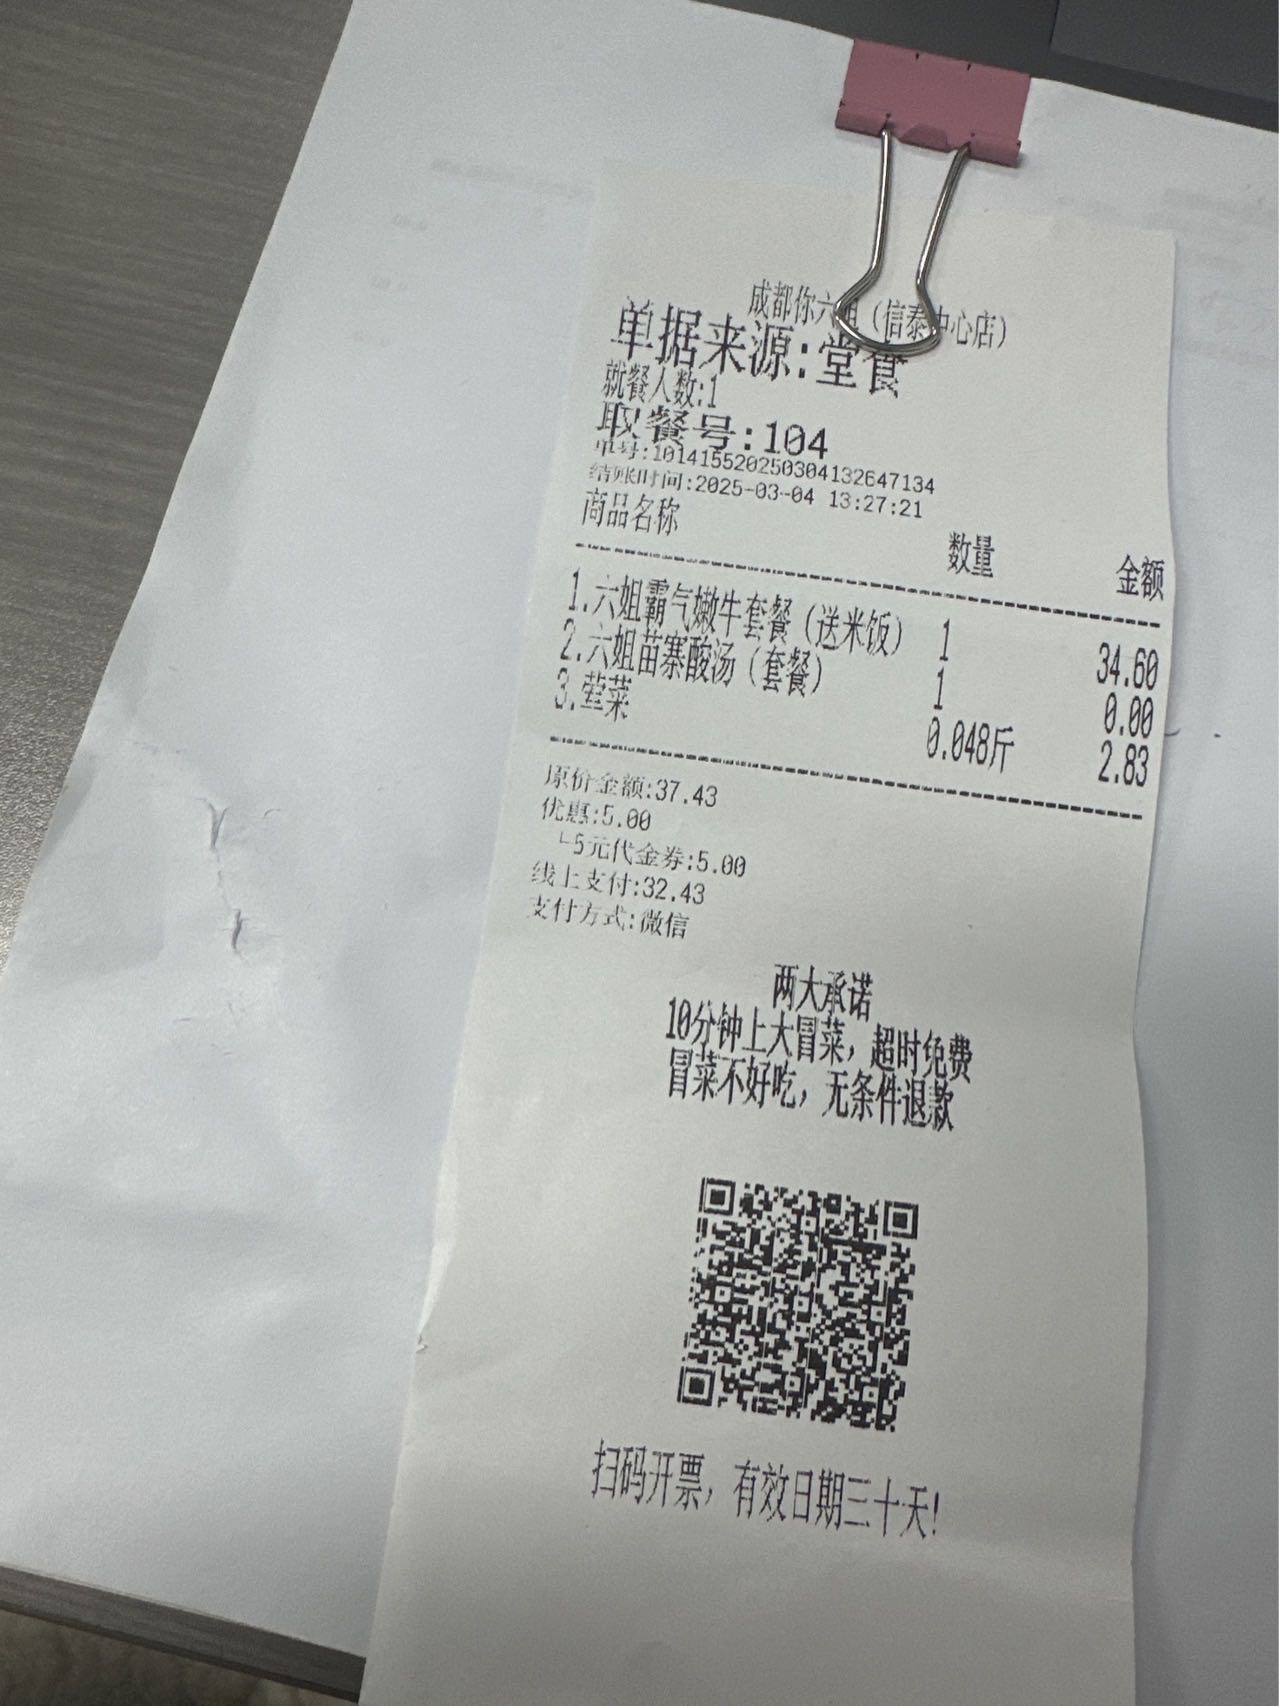 成都你六姐（信泰中心店）
单据来源:堂食
就餐人数:1
取餐号:104
单号:10141552025030413264​7134
结账时间:2025-03-04 13:27:21
商品名称 数量 金额
1.六姐霸气嫩牛套餐（送米饭） 1 34.60
2.六姐苗寨酸汤（套餐） 1 0.00
3.荤菜 0.048斤 2.83
原价金额:37.43
优惠:5.00
└5元代金券:5.00
线上支付:32.43
支付方式:微信
两大承诺
10分钟上大冒菜，超时免费
冒菜不好吃，无条件退款
扫码开票，有效日期三十天!